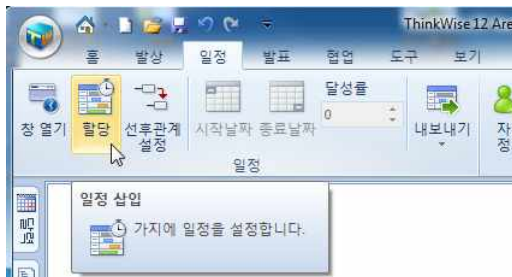 ThinkWise 12 Are
홈 발상 일정 발표 협업 도구 보기
달성률
0
창 열기 할당 선후관계 설정 시작날짜 종료날짜 내보내기 자
정
일정
일정 삽입
가지에 일정을 설정합니다.